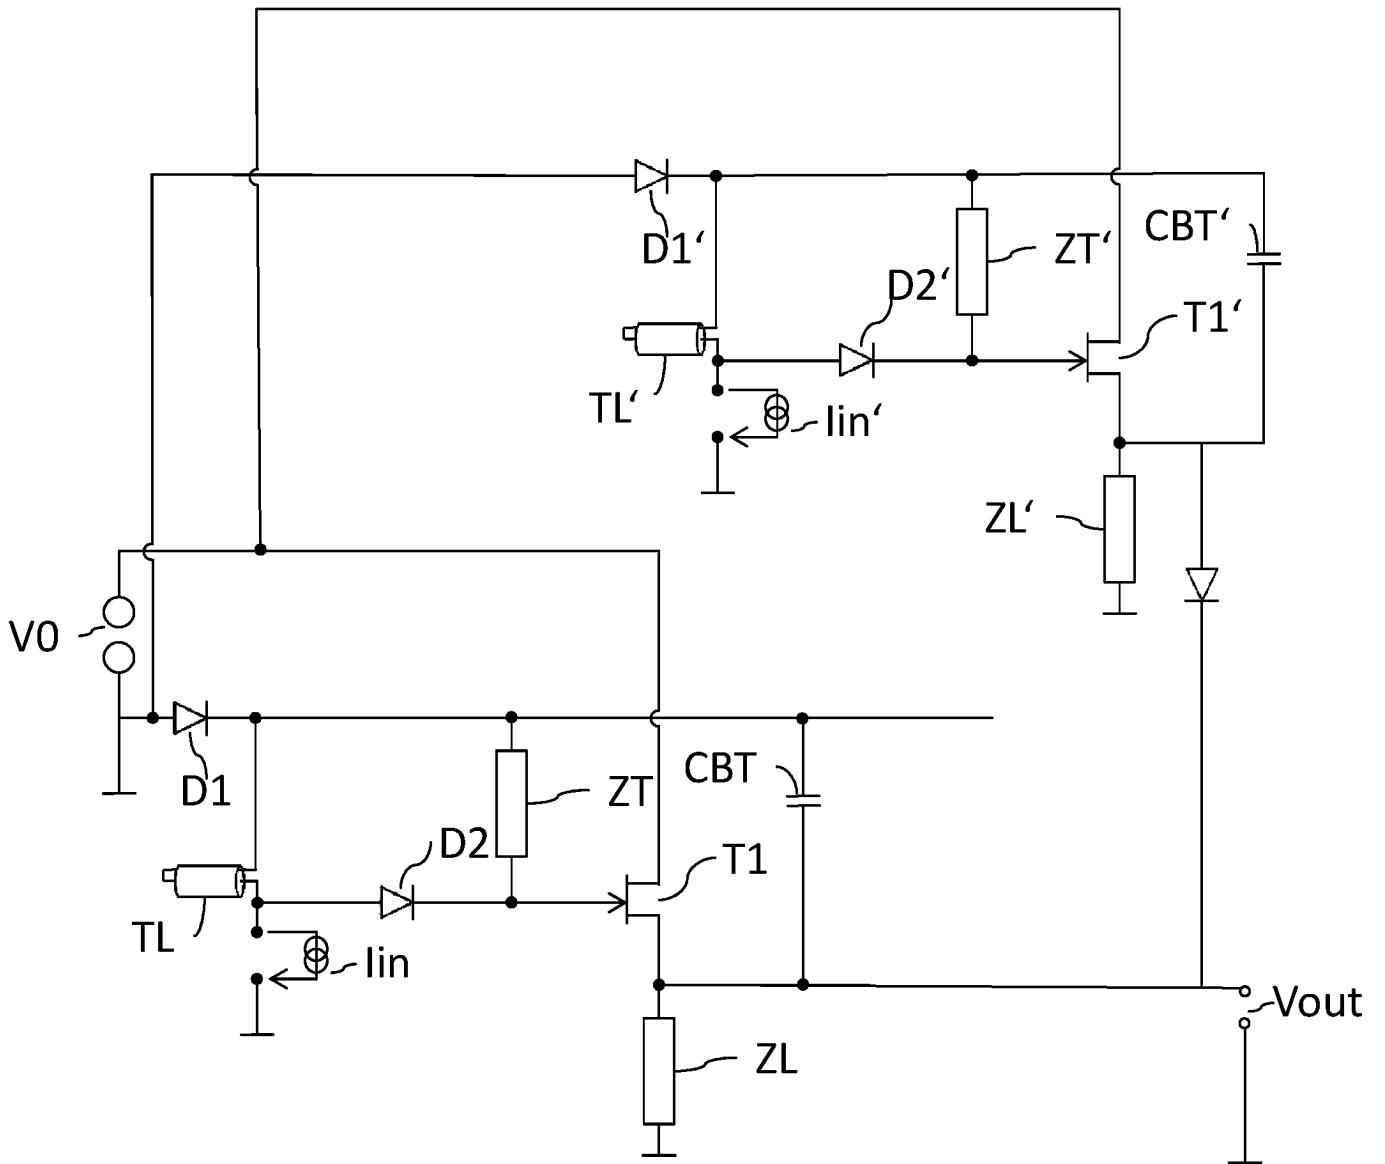 CBT‘
D1‘
ZT‘
D2‘
T1‘
TL‘
Iin‘
ZL‘
V0
D1
ZT
CBT
D2
T1
TL
Iin
Vout
ZL